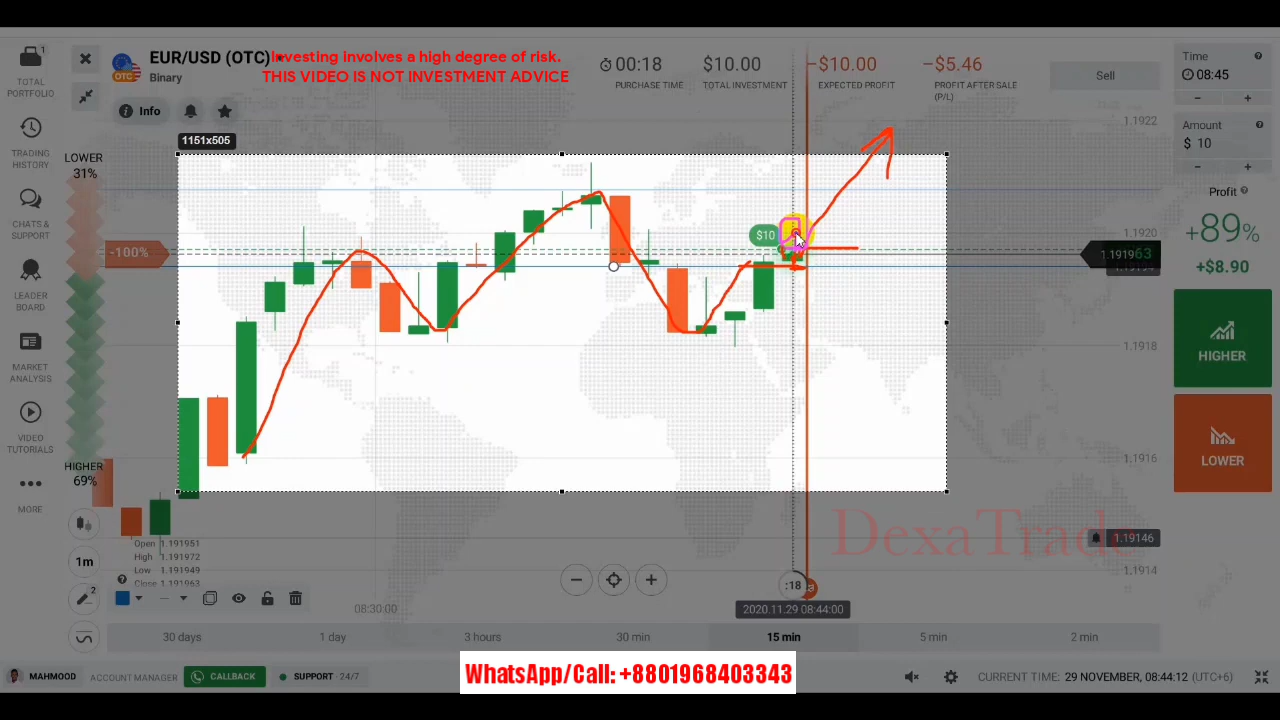 EUR/USD (OTC)
Binary
Investing involves a high degree of risk.
THIS VIDEO IS NOT INVESTMENT ADVICE
00:18
PURCHASE TIME
$10.00
TOTAL INVESTMENT
−$10.00
EXPECTED PROFIT
−$5.46
PROFIT AFTER SALE
(P/L)
Sell
Time
08:45
−
+
Amount
$ 10
−
+
Profit
+89%
+$8.90
HIGHER
LOWER
1
TOTAL
PORTFOLIO
TRADING
HISTORY
CHATS &
SUPPORT
LEADER
BOARD
MARKET
ANALYSIS
VIDEO
TUTORIALS
MORE
Info
LOWER
31%
HIGHER
69%
1151x505
-100%
$10
1.1922
1.1920
1.191963
1.1918
1.1916
1.19146
1.1914
DexaTrade
Open 1.191951
High 1.191972
Low 1.191949
Close 1.191963
1m
2
:18
08:30:00
2020.11.29 08:44:00
30 days
1 day
3 hours
30 min
15 min
5 min
2 min
MAHMOOD
ACCOUNT MANAGER
CALLBACK
SUPPORT 24/7
WhatsApp/Call: +8801968403343
CURRENT TIME: 29 NOVEMBER, 08:44:12 (UTC+6)